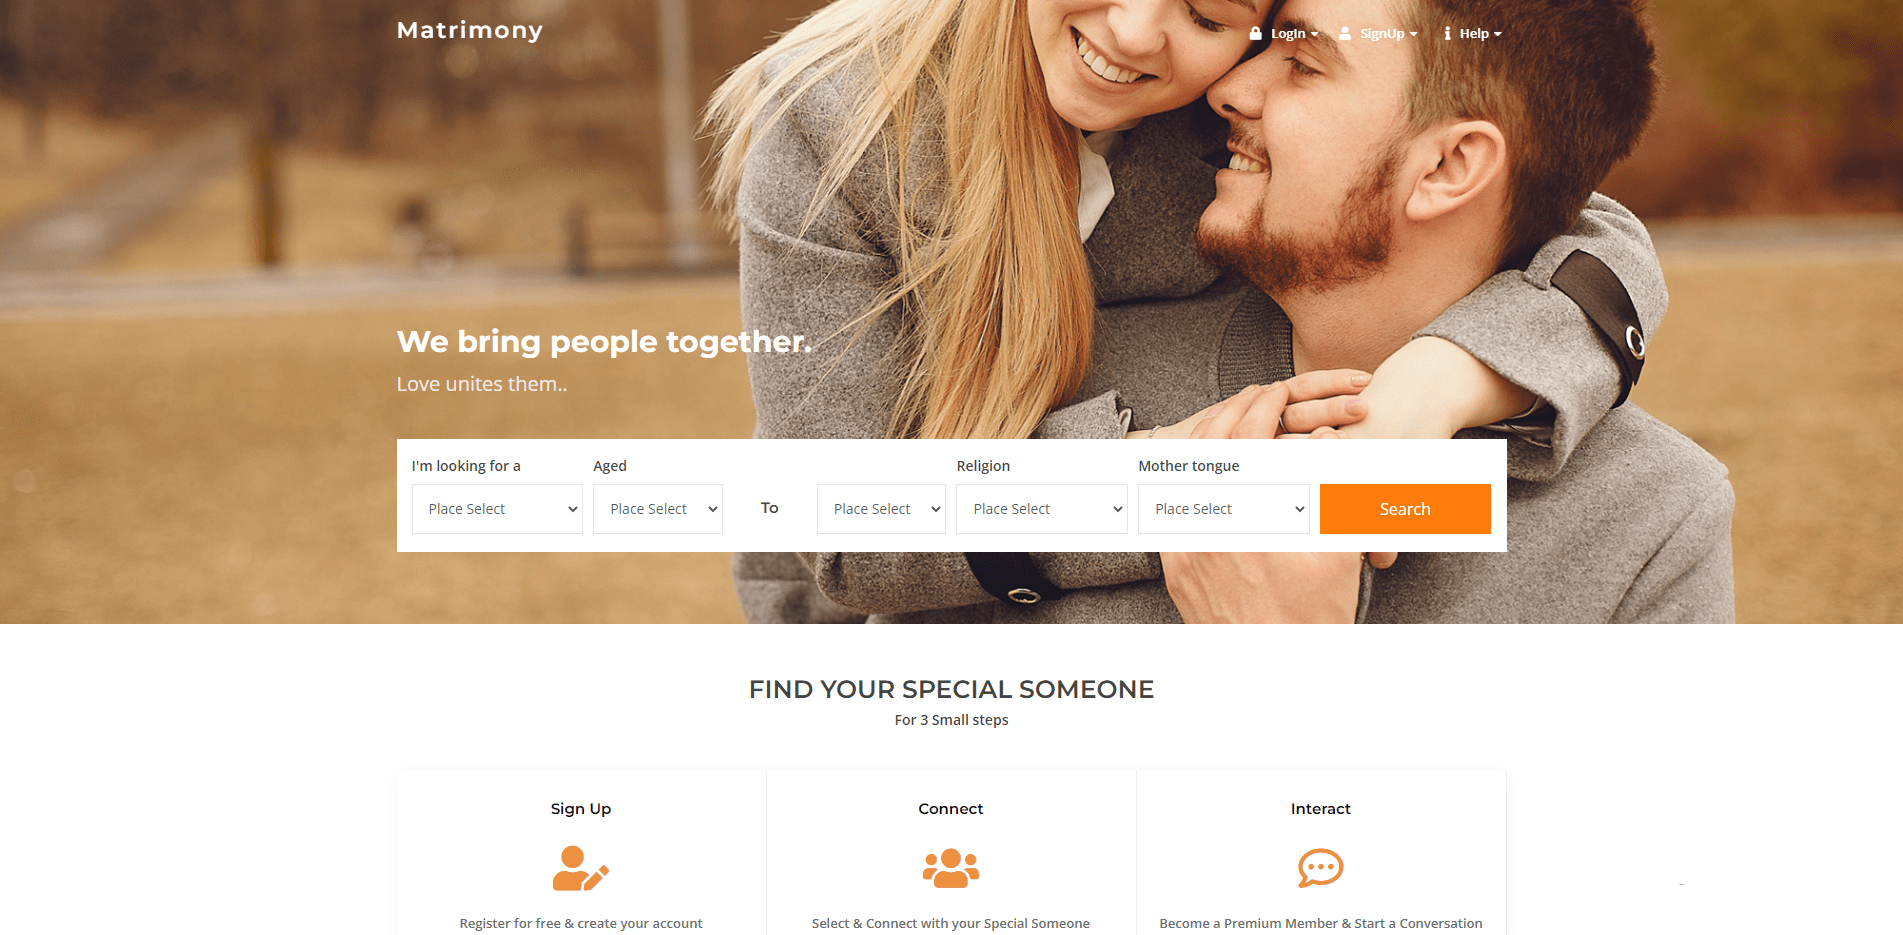 Matrimony
LogIn
SignUp
Help
We bring people together.
Love unites them..
I'm looking for a
Aged
Religion
Mother tongue
Place Select
Place Select
To
Place Select
Place Select
Place Select
Search
FIND YOUR SPECIAL SOMEONE
For 3 Small steps
Sign Up
Connect
Interact
Register for free & create your account
Select & Connect with your Special Someone
Become a Premium Member & Start a Conversation